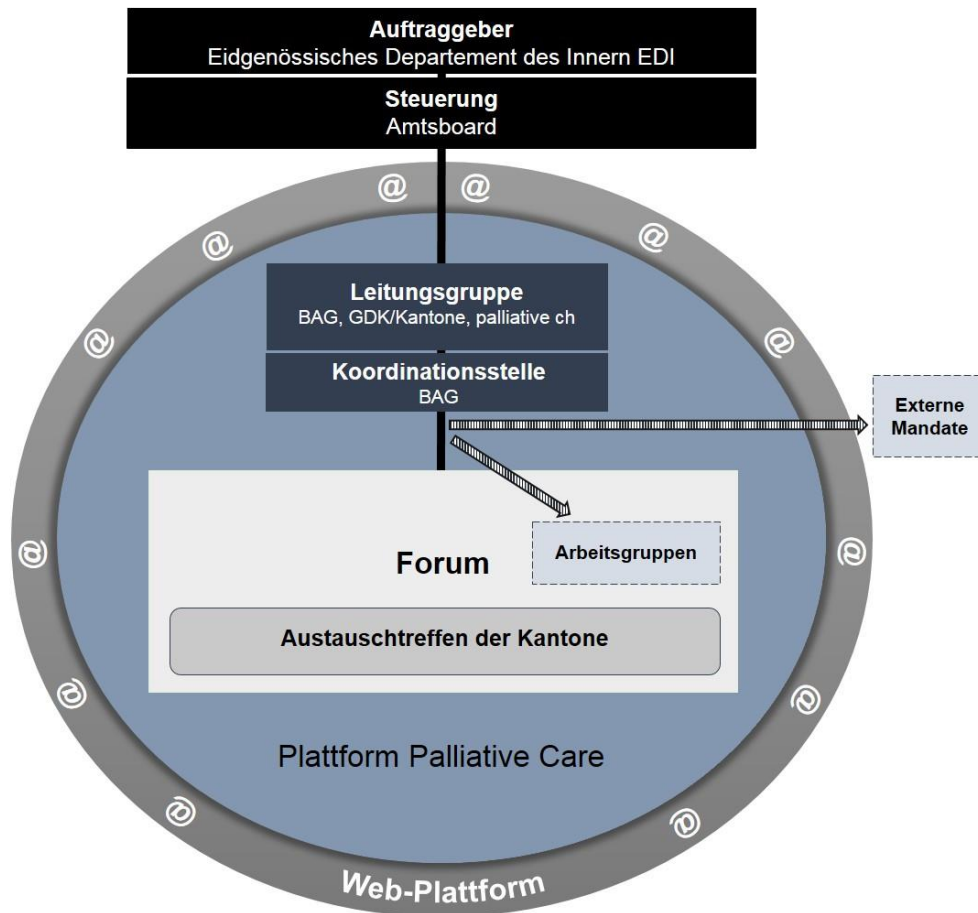 Auftraggeber
Eidgenössisches Departement des Innern EDI
Steuerung
Amtsboard
@ @
@ @
@ @
Leitungsgruppe
BAG, GDK/Kantone, palliative ch
Koordinationsstelle
BAG
Externe
Mandate
@ @
Forum
Arbeitsgruppen
Austauschtreffen der Kantone
@ @
Plattform Palliative Care
@ @
Web-Plattform